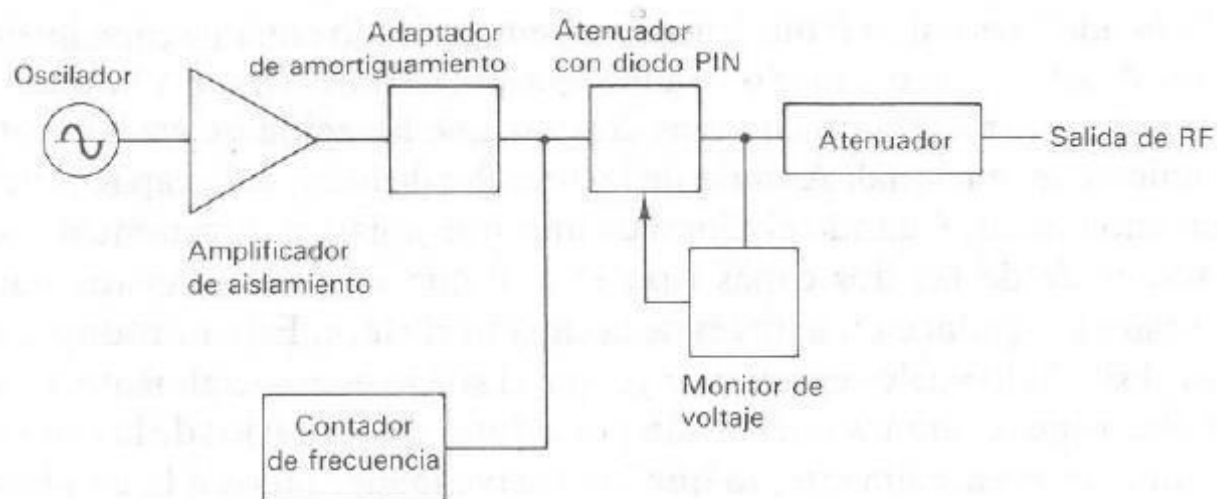 Oscilador
Adaptador
de amortiguamiento
Atenuador
con diodo PIN
Atenuador
Salida de RF
Amplificador
de aislamiento
Monitor de
voltaje
Contador
de frecuencia